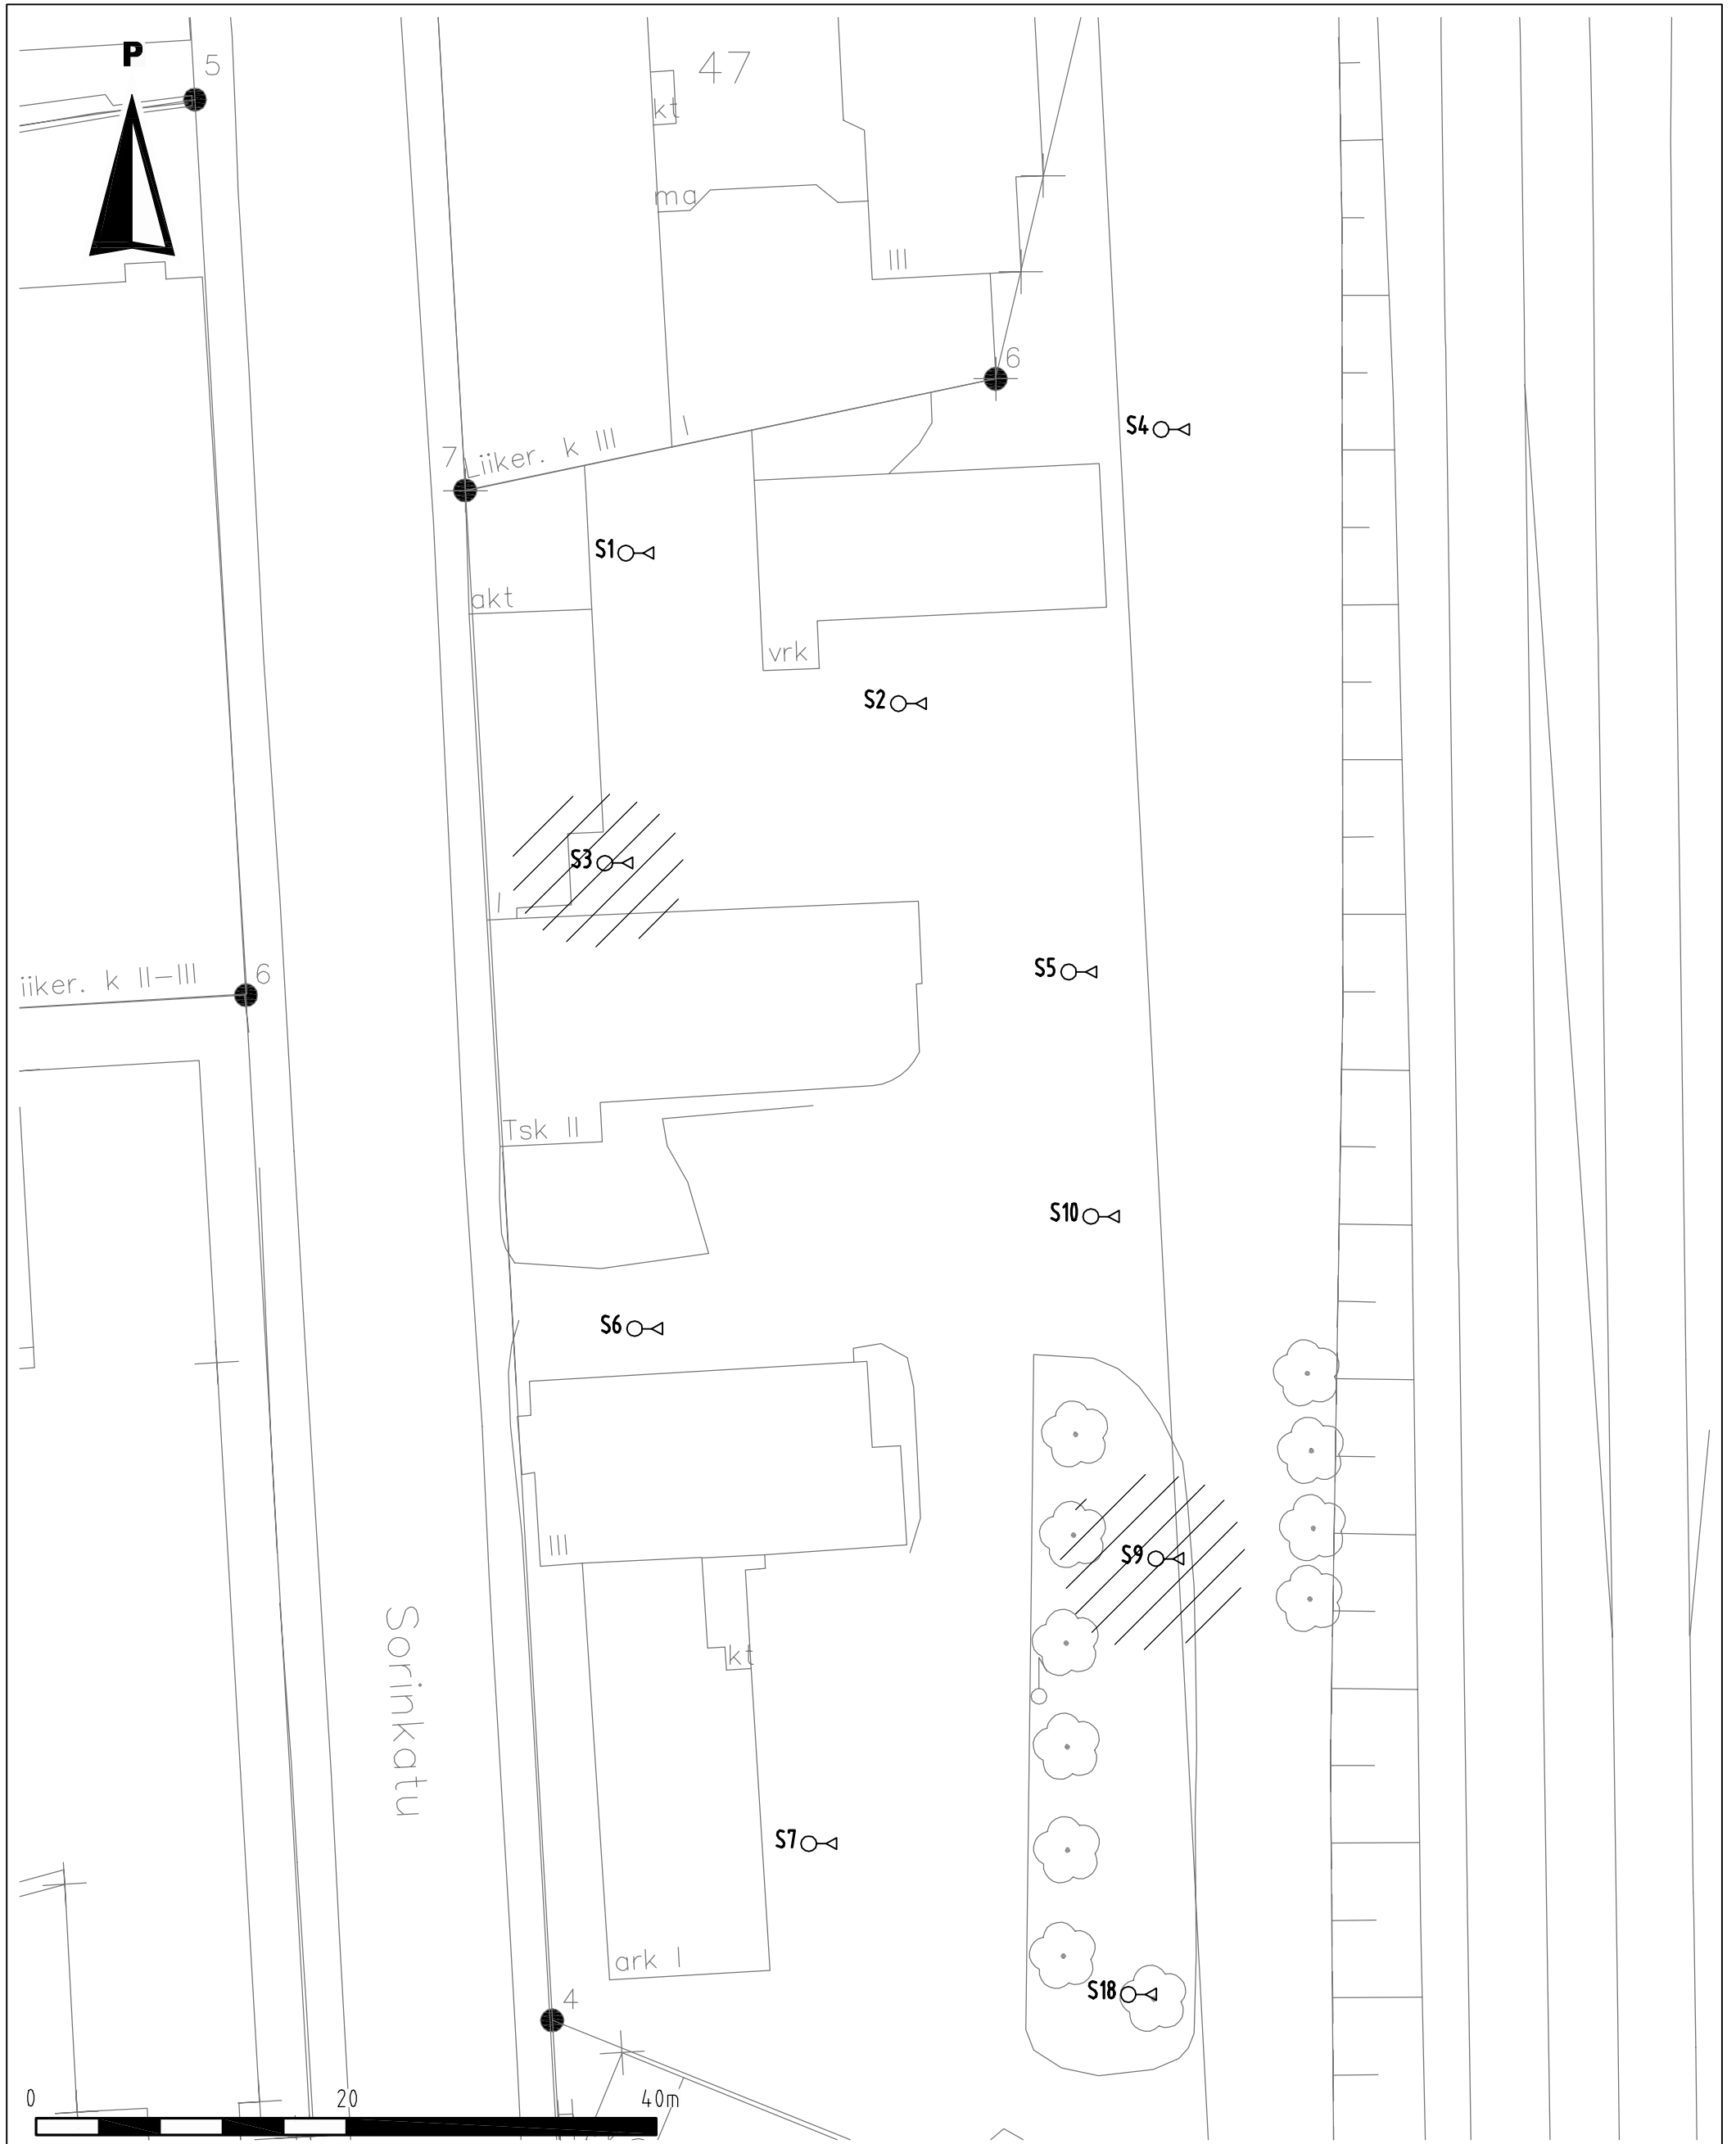 P
5
47
kt
ma
III
6
7
Liiker. k III
I
S4
S1
akt
vrk
S2
S3
I
iiker. k II-III
6
S5
Tsk II
S10
S6
III
S9
kt
Sorinkatu
S7
ark I
S18
4
0 20 40m